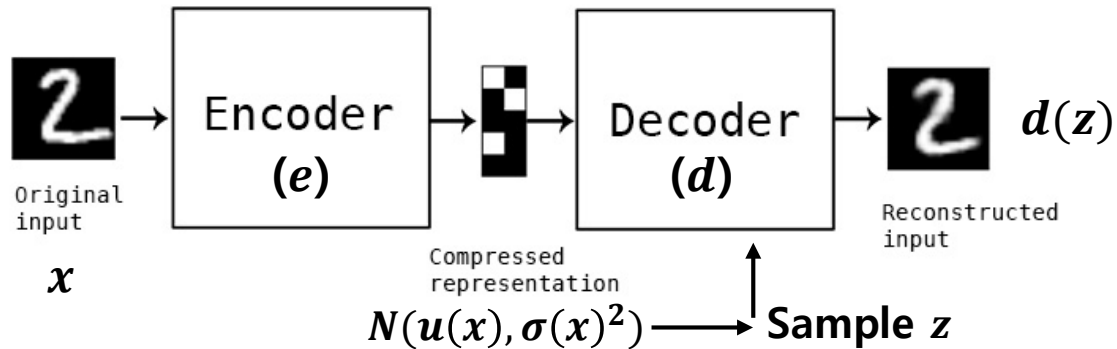 Encoder
(e)
Decoder
(d)
d(z)
Original
input
x
Compressed
representation
Reconstructed
input
N(u(x), σ(x)²)
Sample z